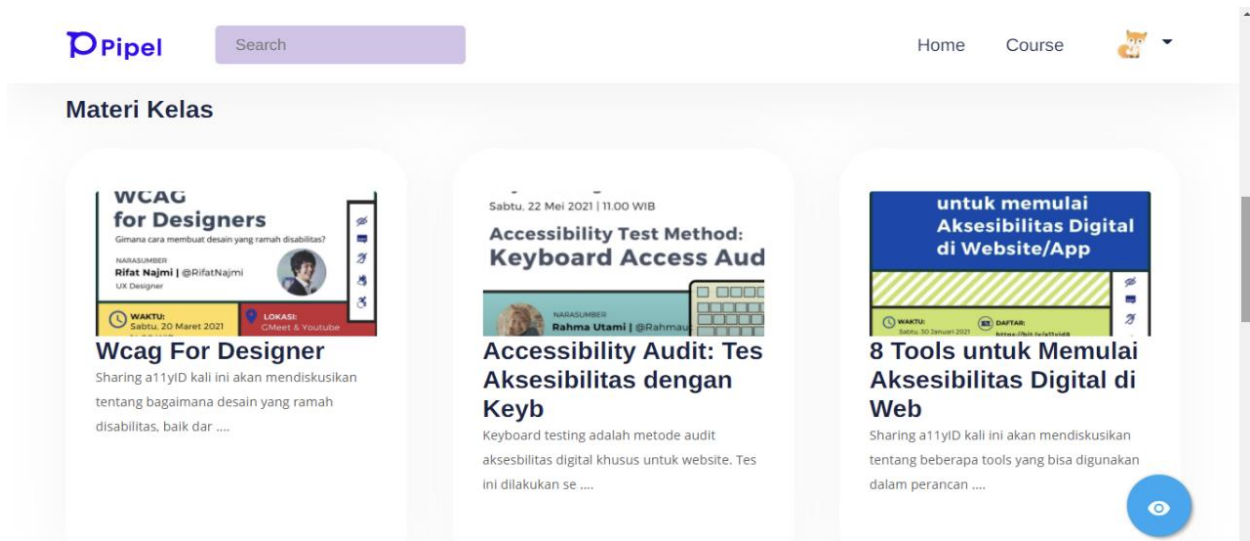 Pipel
Search
Home
Course
Materi Kelas
WCAG
for Designers
Gimana cara membuat desain yang ramah disabilitas?
NARASUMBER
Rifat Najmi | @RifatNajmi
UX Designer
WAKTU:
Sabtu, 20 Maret 2021
LOKASI:
GMeet & Youtube
Wcag For Designer
Sharing a11yID kali ini akan mendiskusikan
tentang bagaimana desain yang ramah
disabilitas, baik dar ....
Sabtu, 22 Mei 2021 | 11.00 WIB
Accessibility Test Method:
Keyboard Access Aud
NARASUMBER
Rahma Utami | @Rahmau
Accessibility Audit: Tes
Aksesibilitas dengan
Keyb
Keyboard testing adalah metode audit
aksesbilitas digital khusus untuk website. Tes
ini dilakukan se ....
untuk memulai
Aksesibilitas Digital
di Website/App
WAKTU:
Sabtu, 30 Januari 2021
DAFTAR:
8 Tools untuk Memulai
Aksesibilitas Digital di
Web
Sharing a11yID kali ini akan mendiskusikan
tentang beberapa tools yang bisa digunakan
dalam perancan ....